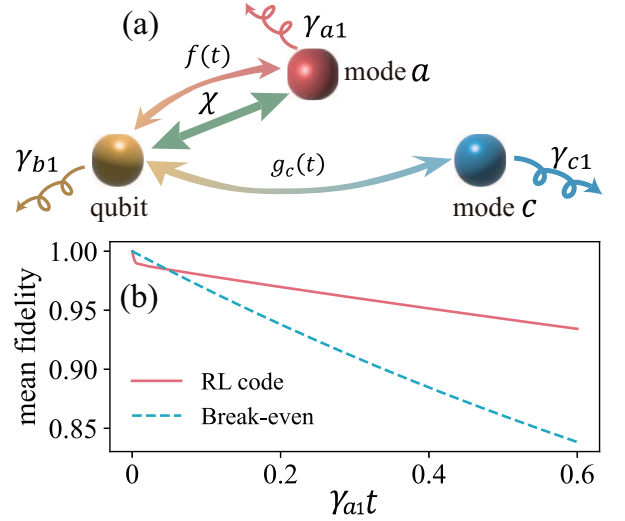 (a)
γa1
f(t)
mode a
χ
γb1
gc(t)
γc1
qubit
mode c
1.00
(b)
mean fidelity
0.95
0.90
RL code
Break-even
0.85
0 0.2 0.4 0.6
γa1t